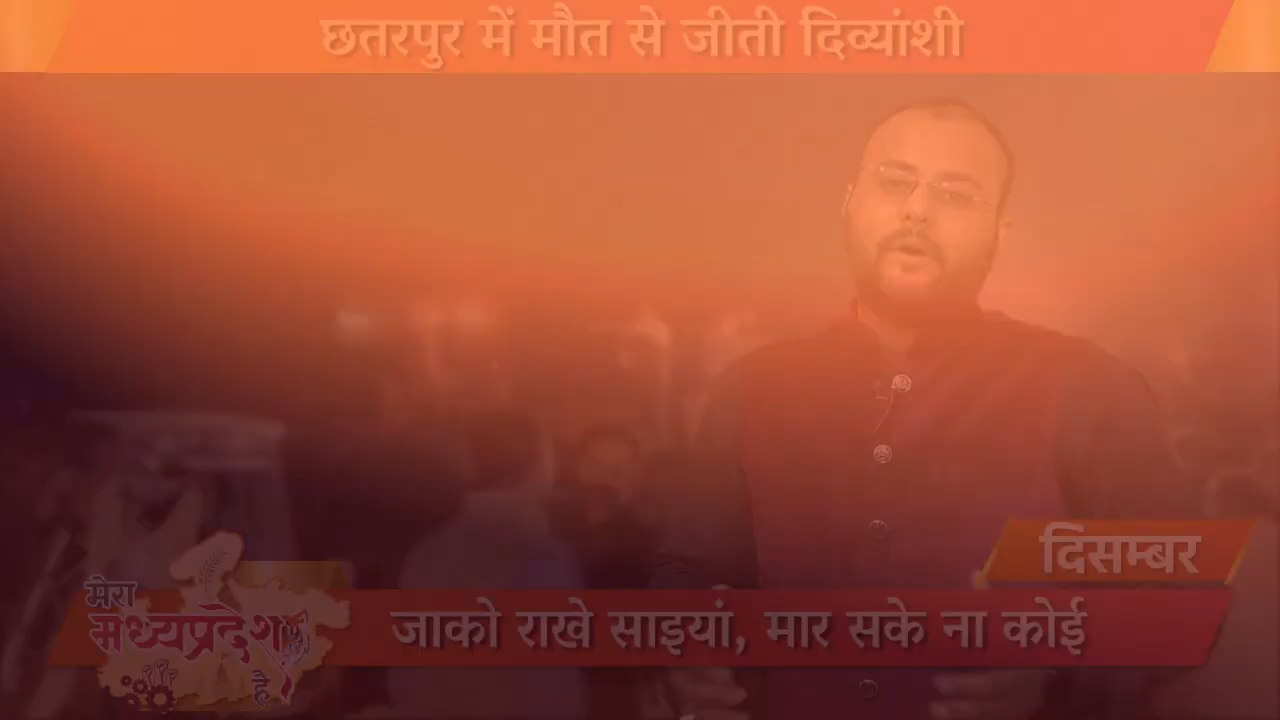 छतरपुर में मौत से जीती दिव्यांशी
दिसम्बर
मेरा
मध्यप्रदेश
है
जाको राखे साइयां, मार सके ना कोई